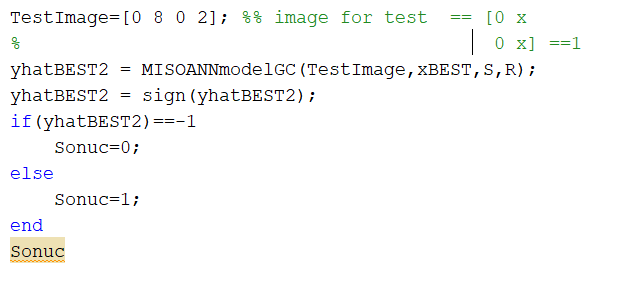 TestImage=[0 8 0 2]; %% image for test  == [0 x
%                                           0 x] ==1
yhatBEST2 = MISOANNmodelGC(TestImage,xBEST,S,R);
yhatBEST2 = sign(yhatBEST2);
if(yhatBEST2)==-1
    Sonuc=0;
else
    Sonuc=1;
end
Sonuc